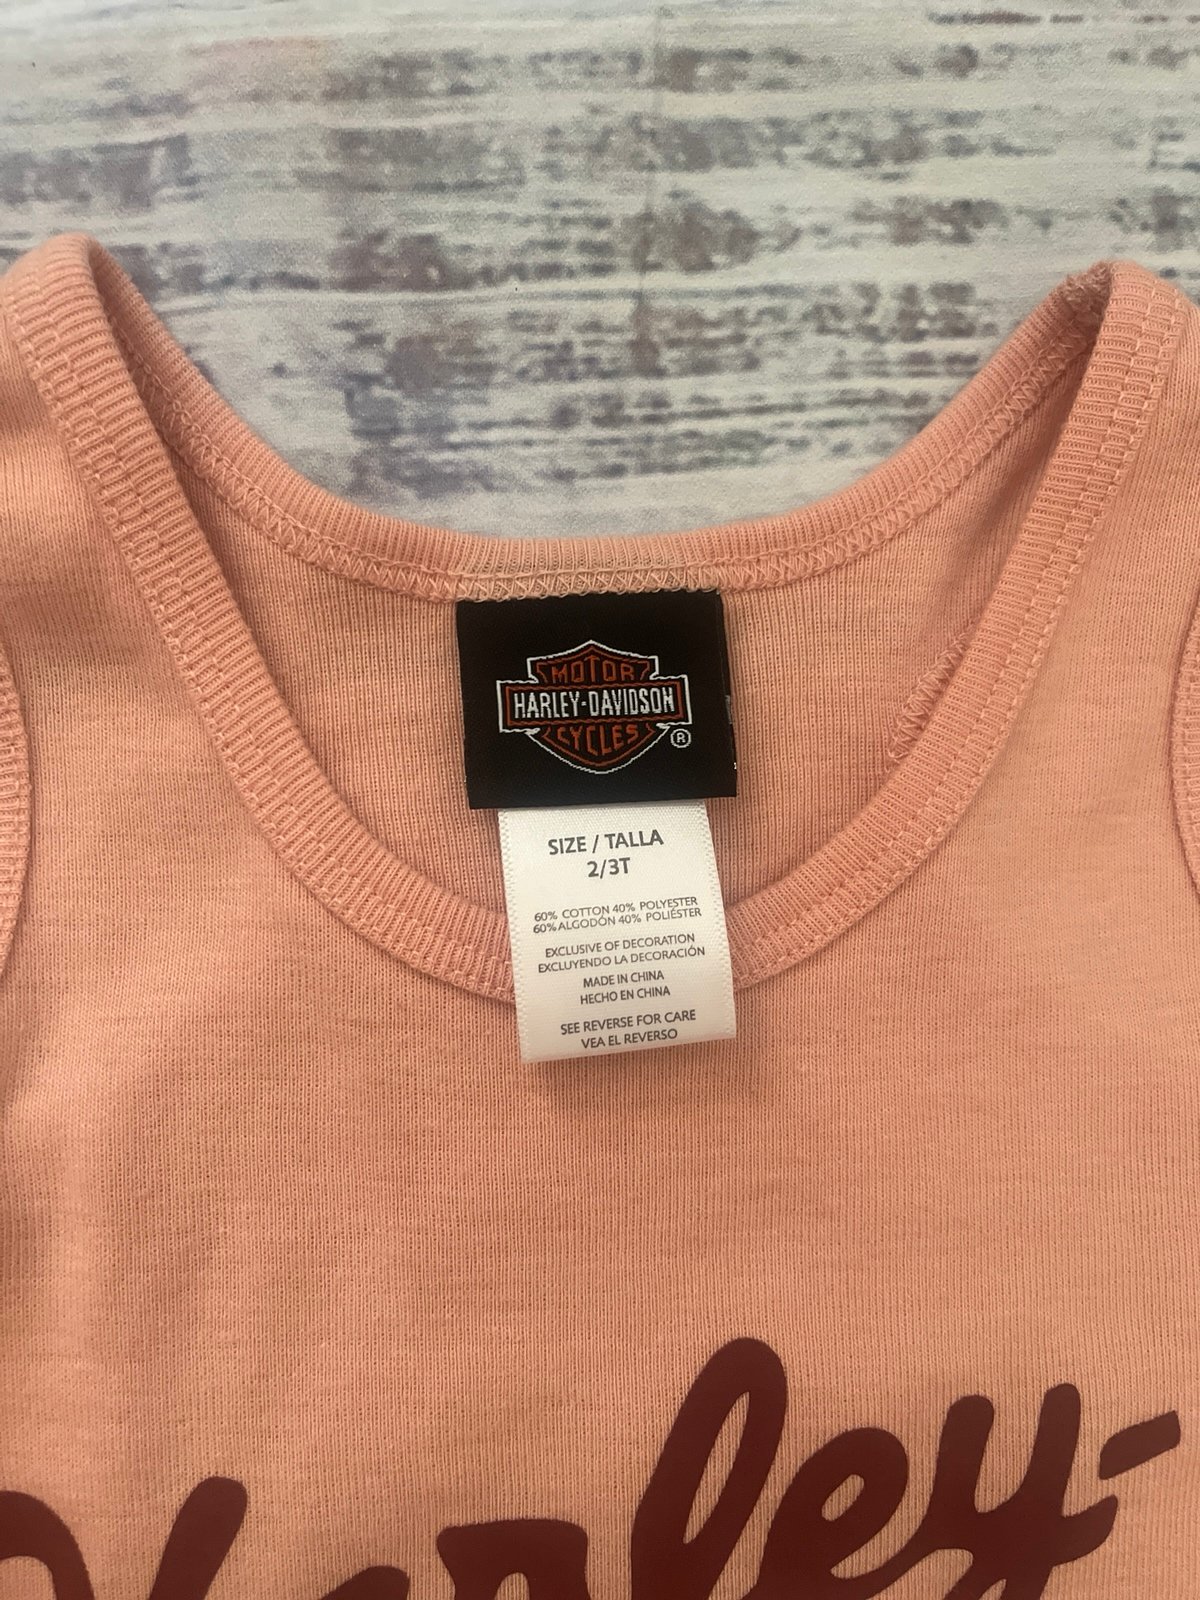 MOTOR
HARLEY-DAVIDSON
CYCLES
®
SIZE / TALLA
2/3T
60% COTTON 40% POLYESTER
60% ALGODÓN 40% POLIÉSTER
EXCLUSIVE OF DECORATION
EXCLUYENDO LA DECORACIÓN
MADE IN CHINA
HECHO EN CHINA
SEE REVERSE FOR CARE
VEA EL REVERSO
Harley-